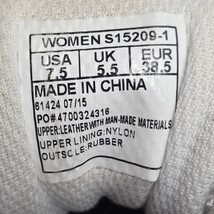 WOMEN S15209-1
USA UK EUR
7.5 5.5 38.5
MADE IN CHINA
61424 07/15
PO#4700324316
UPPER:LEATHER WITH MAN-MADE MATERIALS
UPPER LINING:NYLON
OUTSOLE:RUBBER